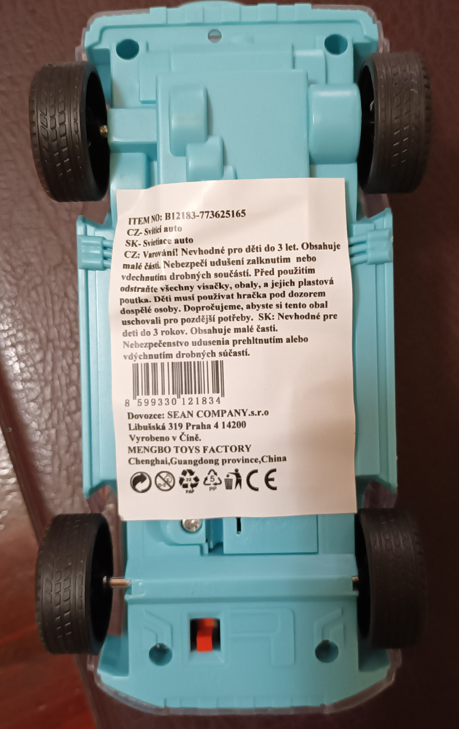 ITEM NO: B12183-773625165
CZ- Svítící auto
SK- Svietiace auto
CZ: Varování! Nevhodné pro děti do 3 let. Obsahuje
malé části. Nebezpečí udušení zalknutím nebo
vdechnutím drobných součástí. Před použitím
odstraňte všechny visačky, obaly, a jejich plastová
poutka. Děti musí používat hračku pod dozorem
dospělé osoby. Doporučujeme, abyste si tento obal
uschovali pro pozdější potřeby. SK: Nevhodné pre
deti do 3 rokov. Obsahuje malé časti.
Nebezpečenstvo udusenia prehltnutím alebo
vdýchnutím drobných súčastí.
8 599330 121834
Dovozce: SEAN COMPANY.s.r.o
Libušská 319 Praha 4 14200
Vyrobeno v Číně.
MENGBO TOYS FACTORY
Chenghai,Guangdong province,China
PAP CE